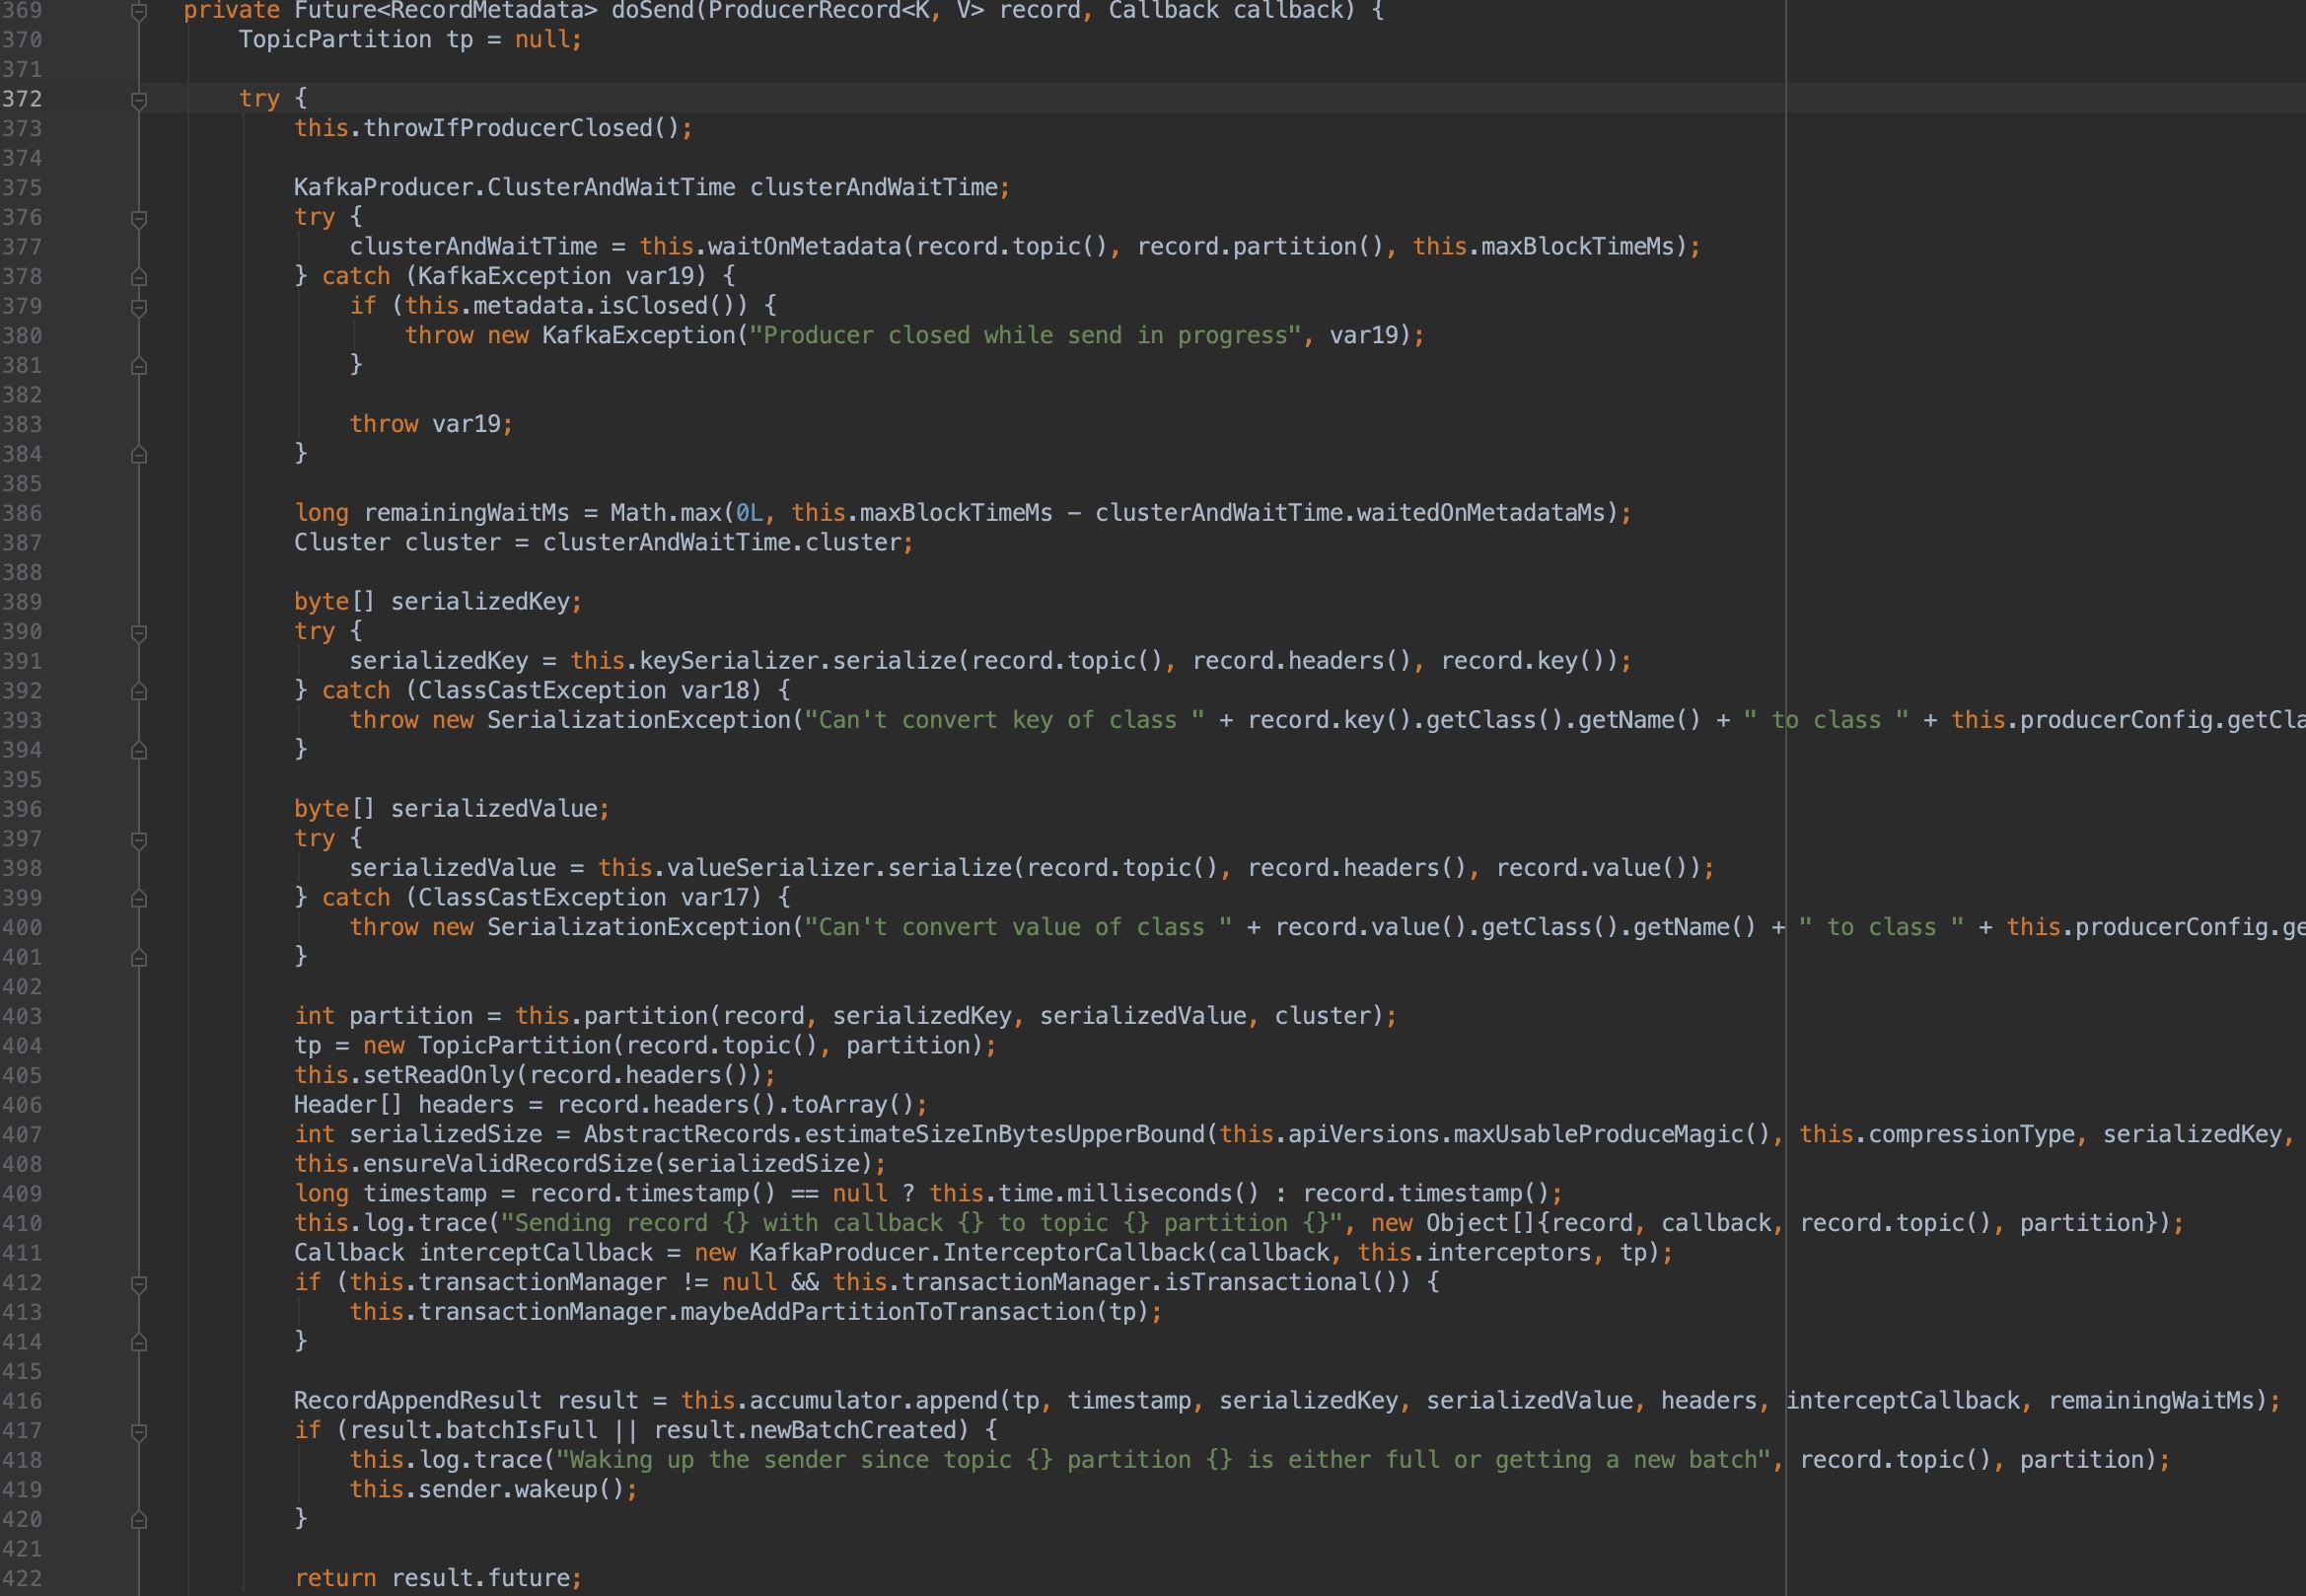 369 private Future<RecordMetadata> doSend(ProducerRecord<K, V> record, Callback callback) {
370 TopicPartition tp = null;
371
372 try {
373 this.throwIfProducerClosed();
374
375 KafkaProducer.ClusterAndWaitTime clusterAndWaitTime;
376 try {
377 clusterAndWaitTime = this.waitOnMetadata(record.topic(), record.partition(), this.maxBlockTimeMs);
378 } catch (KafkaException var19) {
379 if (this.metadata.isClosed()) {
380 throw new KafkaException("Producer closed while send in progress", var19);
381 }
382
383 throw var19;
384 }
385
386 long remainingWaitMs = Math.max(0L, this.maxBlockTimeMs - clusterAndWaitTime.waitedOnMetadataMs);
387 Cluster cluster = clusterAndWaitTime.cluster;
388
389 byte[] serializedKey;
390 try {
391 serializedKey = this.keySerializer.serialize(record.topic(), record.headers(), record.key());
392 } catch (ClassCastException var18) {
393 throw new SerializationException("Can't convert key of class " + record.key().getClass().getName() + " to class " + this.producerConfig.getCla
394 }
395
396 byte[] serializedValue;
397 try {
398 serializedValue = this.valueSerializer.serialize(record.topic(), record.headers(), record.value());
399 } catch (ClassCastException var17) {
400 throw new SerializationException("Can't convert value of class " + record.value().getClass().getName() + " to class " + this.producerConfig.ge
401 }
402
403 int partition = this.partition(record, serializedKey, serializedValue, cluster);
404 tp = new TopicPartition(record.topic(), partition);
405 this.setReadOnly(record.headers());
406 Header[] headers = record.headers().toArray();
407 int serializedSize = AbstractRecords.estimateSizeInBytesUpperBound(this.apiVersions.maxUsableProduceMagic(), this.compressionType, serializedKey,
408 this.ensureValidRecordSize(serializedSize);
409 long timestamp = record.timestamp() == null ? this.time.milliseconds() : record.timestamp();
410 this.log.trace("Sending record {} with callback {} to topic {} partition {}", new Object[]{record, callback, record.topic(), partition});
411 Callback interceptCallback = new KafkaProducer.InterceptorCallback(callback, this.interceptors, tp);
412 if (this.transactionManager != null && this.transactionManager.isTransactional()) {
413 this.transactionManager.maybeAddPartitionToTransaction(tp);
414 }
415
416 RecordAppendResult result = this.accumulator.append(tp, timestamp, serializedKey, serializedValue, headers, interceptCallback, remainingWaitMs);
417 if (result.batchIsFull || result.newBatchCreated) {
418 this.log.trace("Waking up the sender since topic {} partition {} is either full or getting a new batch", record.topic(), partition);
419 this.sender.wakeup();
420 }
421
422 return result.future;